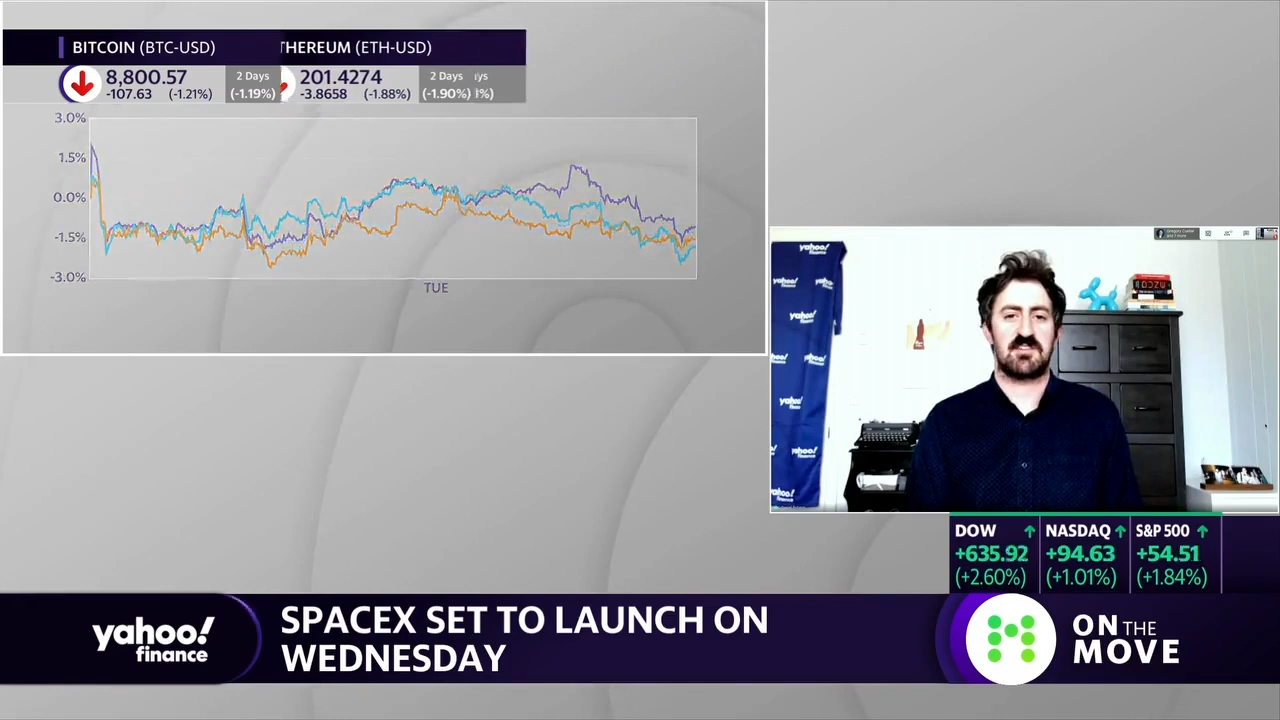 BITCOIN (BTC-USD)
THEREUM (ETH-USD)
8,800.57
-107.63 (-1.21%)
2 Days
(-1.19%)
201.4274
-3.8658 (-1.88%)
2 Days
(-1.90%)
3.0%
1.5%
0.0%
-1.5%
-3.0%
TUE
yahoo!
finance
DOW
+635.92
(+2.60%)
NASDAQ
+94.63
(+1.01%)
S&P 500
+54.51
(+1.84%)
yahoo!
finance
SPACEX SET TO LAUNCH ON
WEDNESDAY
ON THE
MOVE